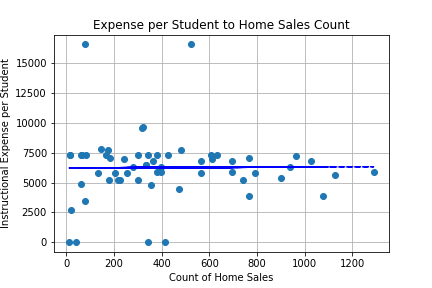 Expense per Student to Home Sales Count
Instructional Expense per Student
15000
12500
10000
7500
5000
2500
0
0 200 400 600 800 1000 1200
Count of Home Sales